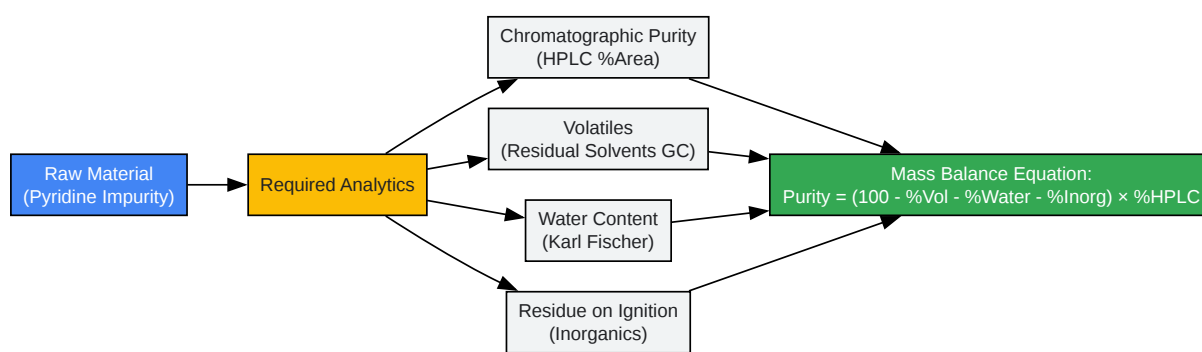 Chromatographic Purity
(HPLC %Area)
Volatiles
(Residual Solvents GC)
Raw Material
(Pyridine Impurity)
Required Analytics
Mass Balance Equation:
Purity = (100 - %Vol - %Water - %Inorg) × %HPLC
Water Content
(Karl Fischer)
Residue on Ignition
(Inorganics)